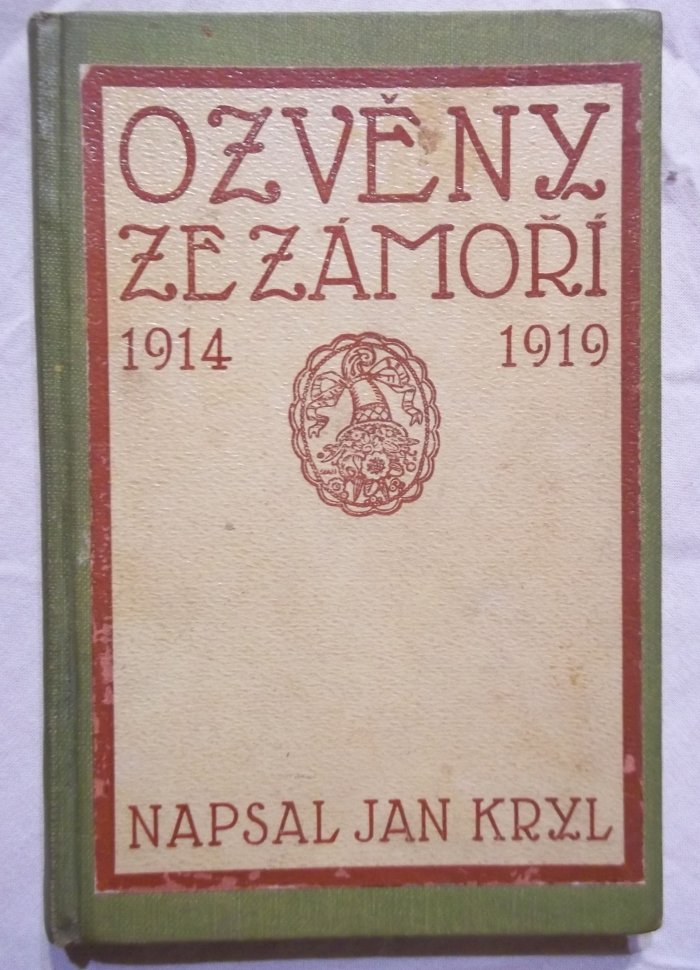 OZVĚNY
ZE ZÁMOŘÍ
1914 1919
NAPSAL JAN KRYL